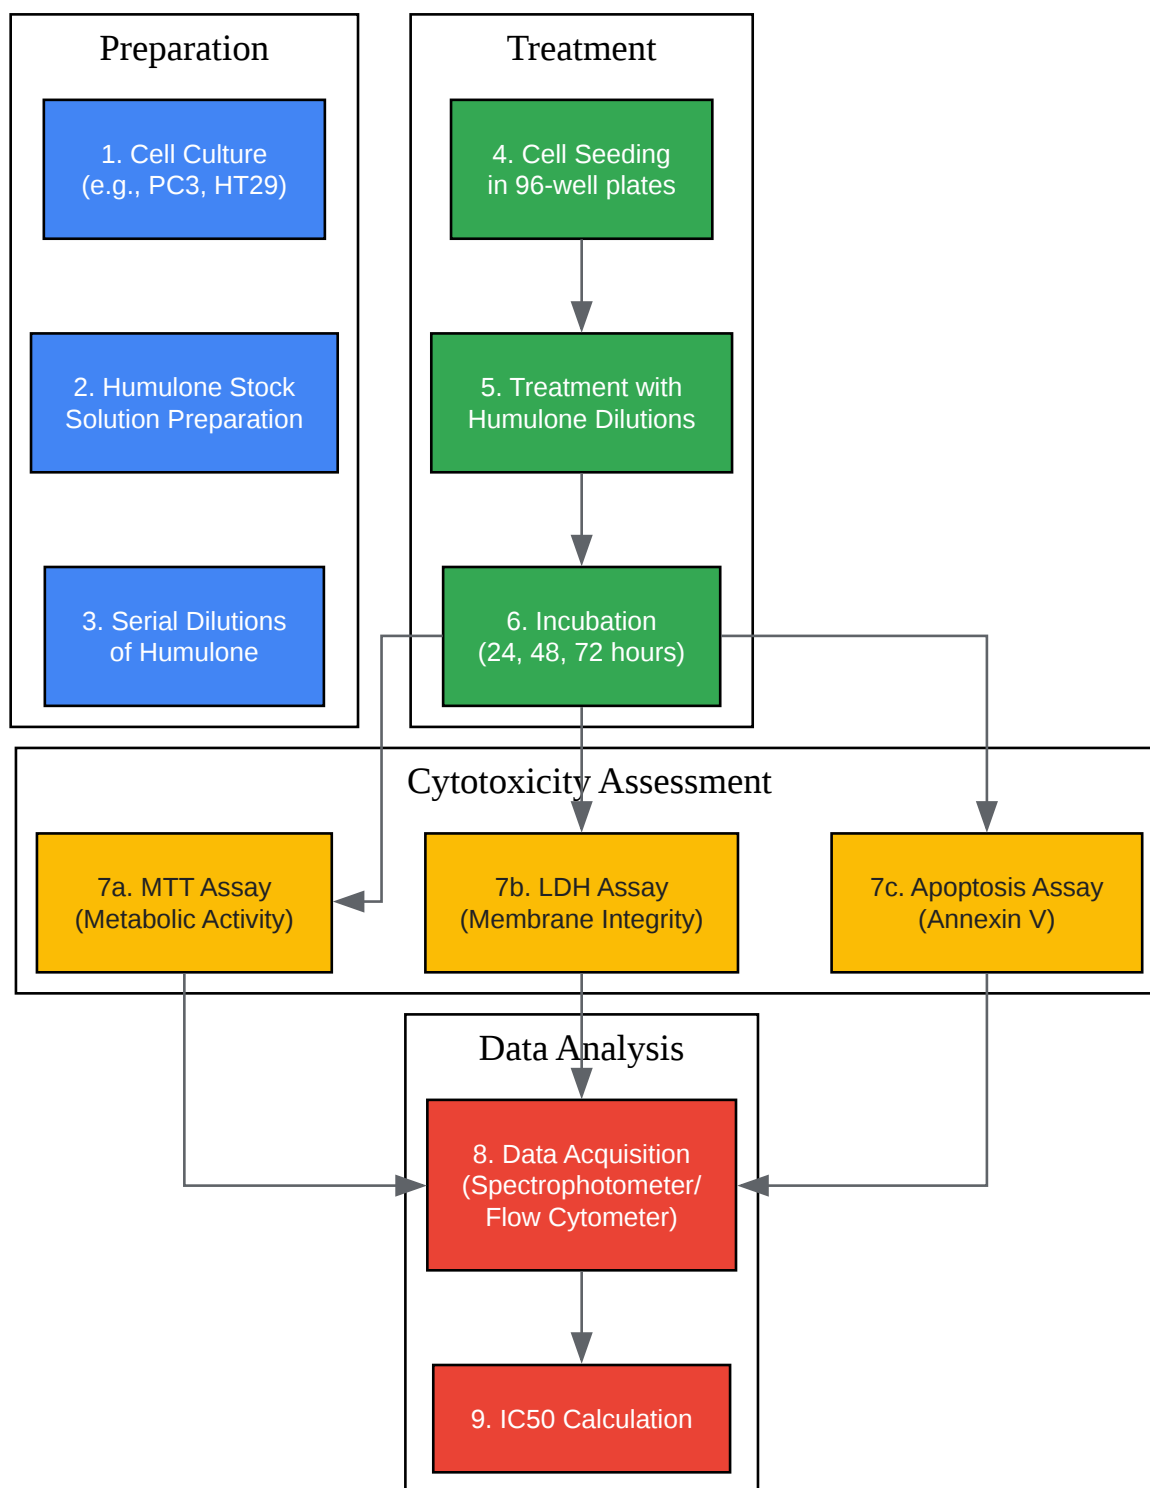 Preparation
1. Cell Culture
(e.g., PC3, HT29)
2. Humulone Stock
Solution Preparation
3. Serial Dilutions
of Humulone
Treatment
4. Cell Seeding
in 96-well plates
5. Treatment with
Humulone Dilutions
6. Incubation
(24, 48, 72 hours)
Cytotoxicity Assessment
7a. MTT Assay
(Metabolic Activity)
7b. LDH Assay
(Membrane Integrity)
7c. Apoptosis Assay
(Annexin V)
Data Analysis
8. Data Acquisition
(Spectrophotometer/
Flow Cytometer)
9. IC50 Calculation